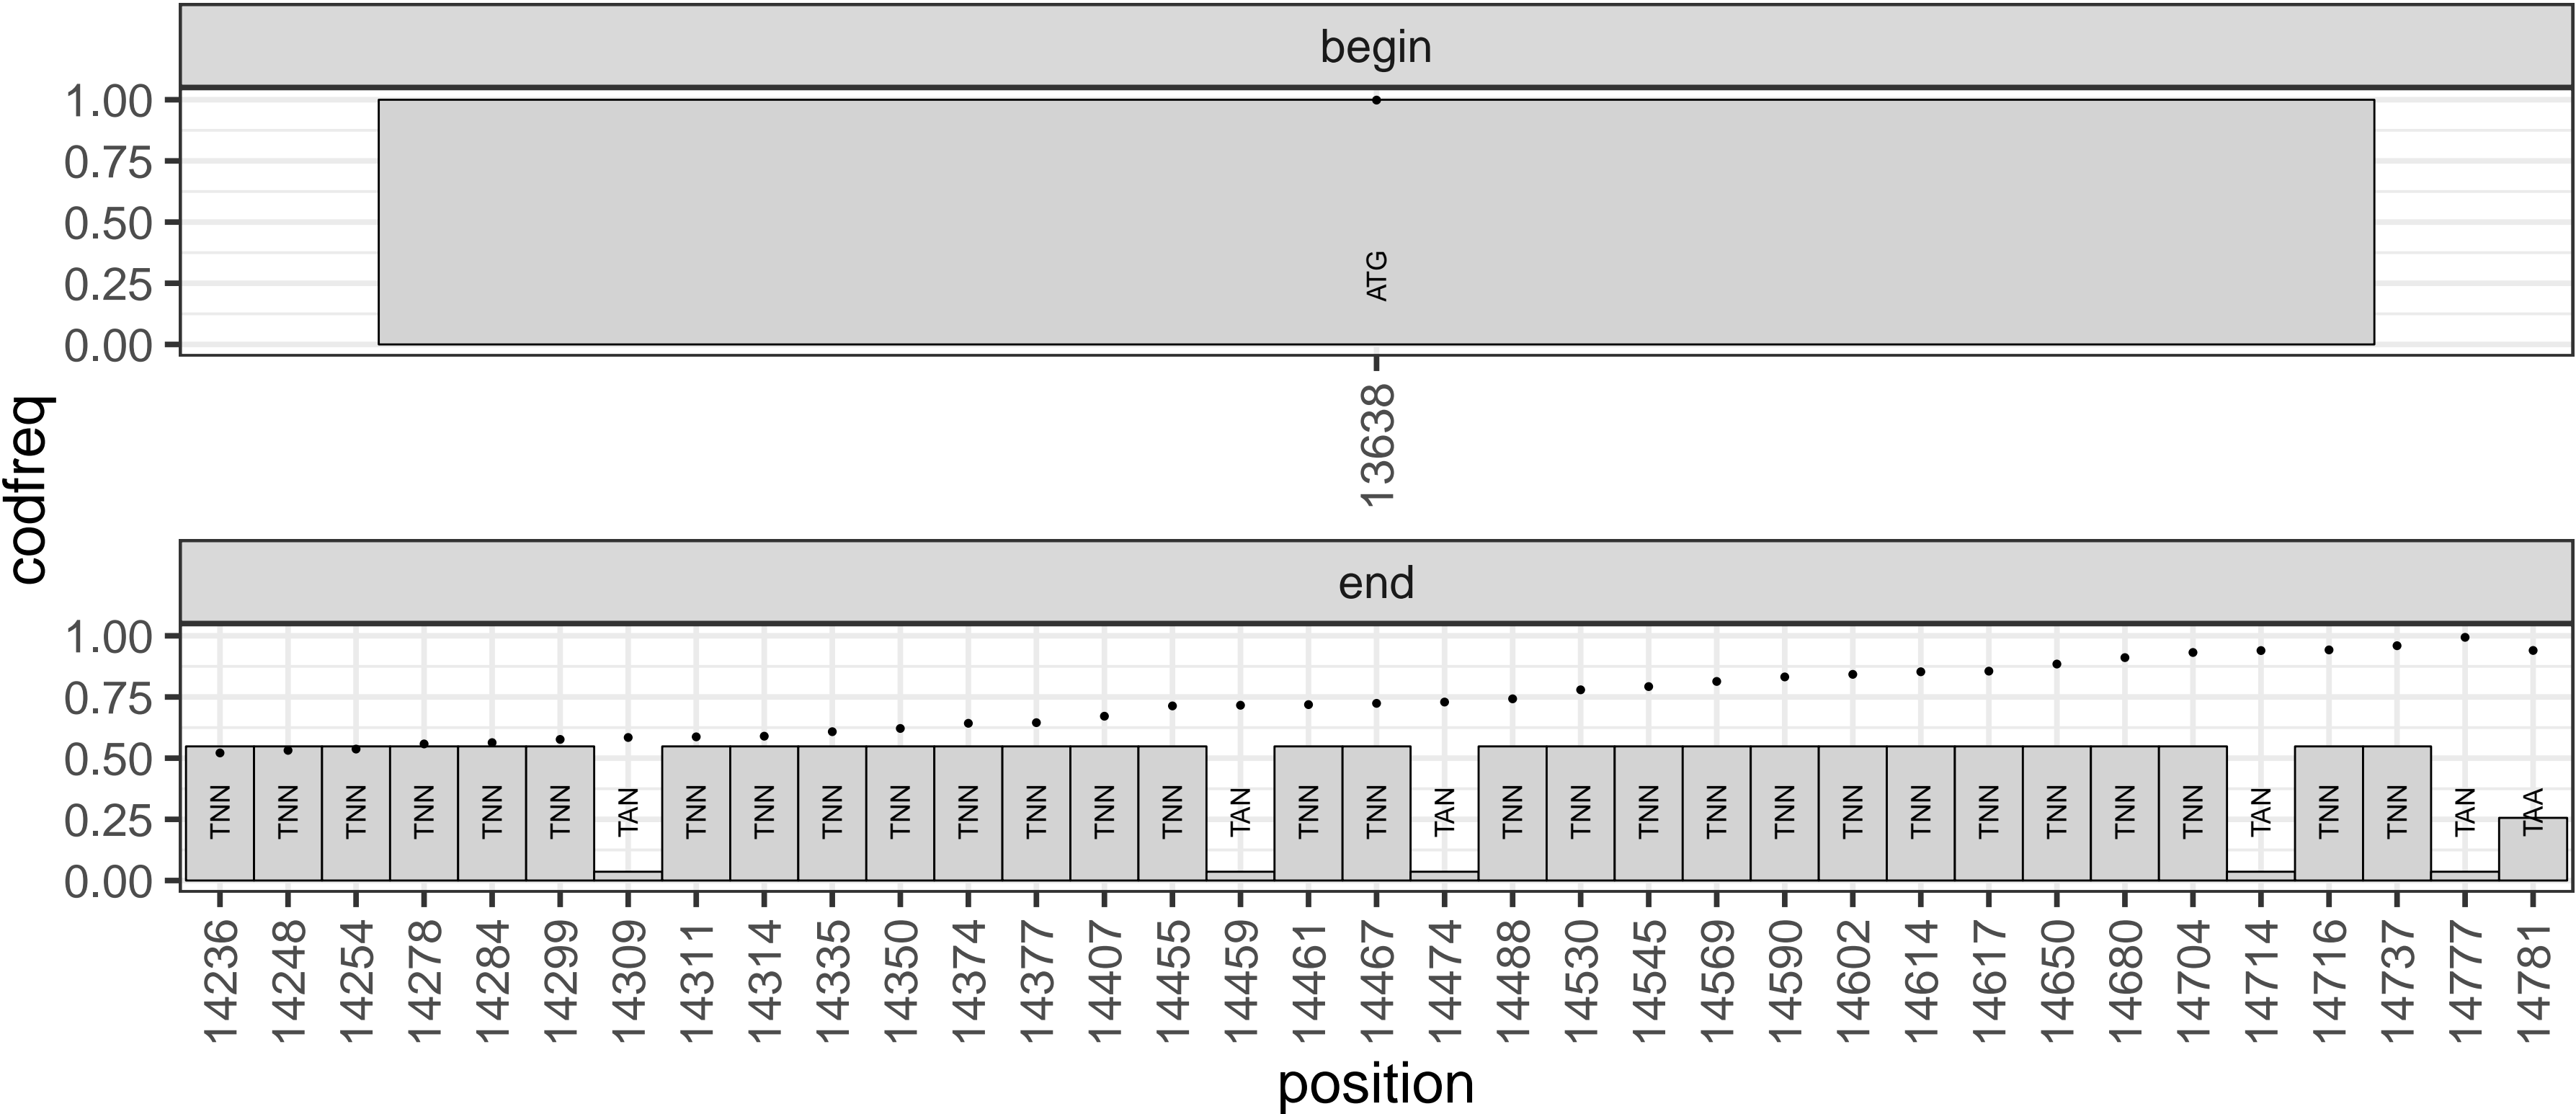 begin
1.00
0.75
0.50
0.25
0.00
ATG
13638
codfreq
end
1.00
0.75
0.50
0.25
0.00
TNN TNN TNN TNN TNN TNN TAN TNN TNN TNN TNN TNN TNN TNN TNN TAN TNN TNN TAN TNN TNN TNN TNN TNN TNN TNN TNN TNN TNN TNN TAN TNN TNN TAN TAA
14236 14248 14254 14278 14284 14299 14309 14311 14314 14335 14350 14374 14377 14407 14455 14459 14461 14467 14474 14488 14530 14545 14569 14590 14602 14614 14617 14650 14680 14704 14714 14716 14737 14777 14781
position